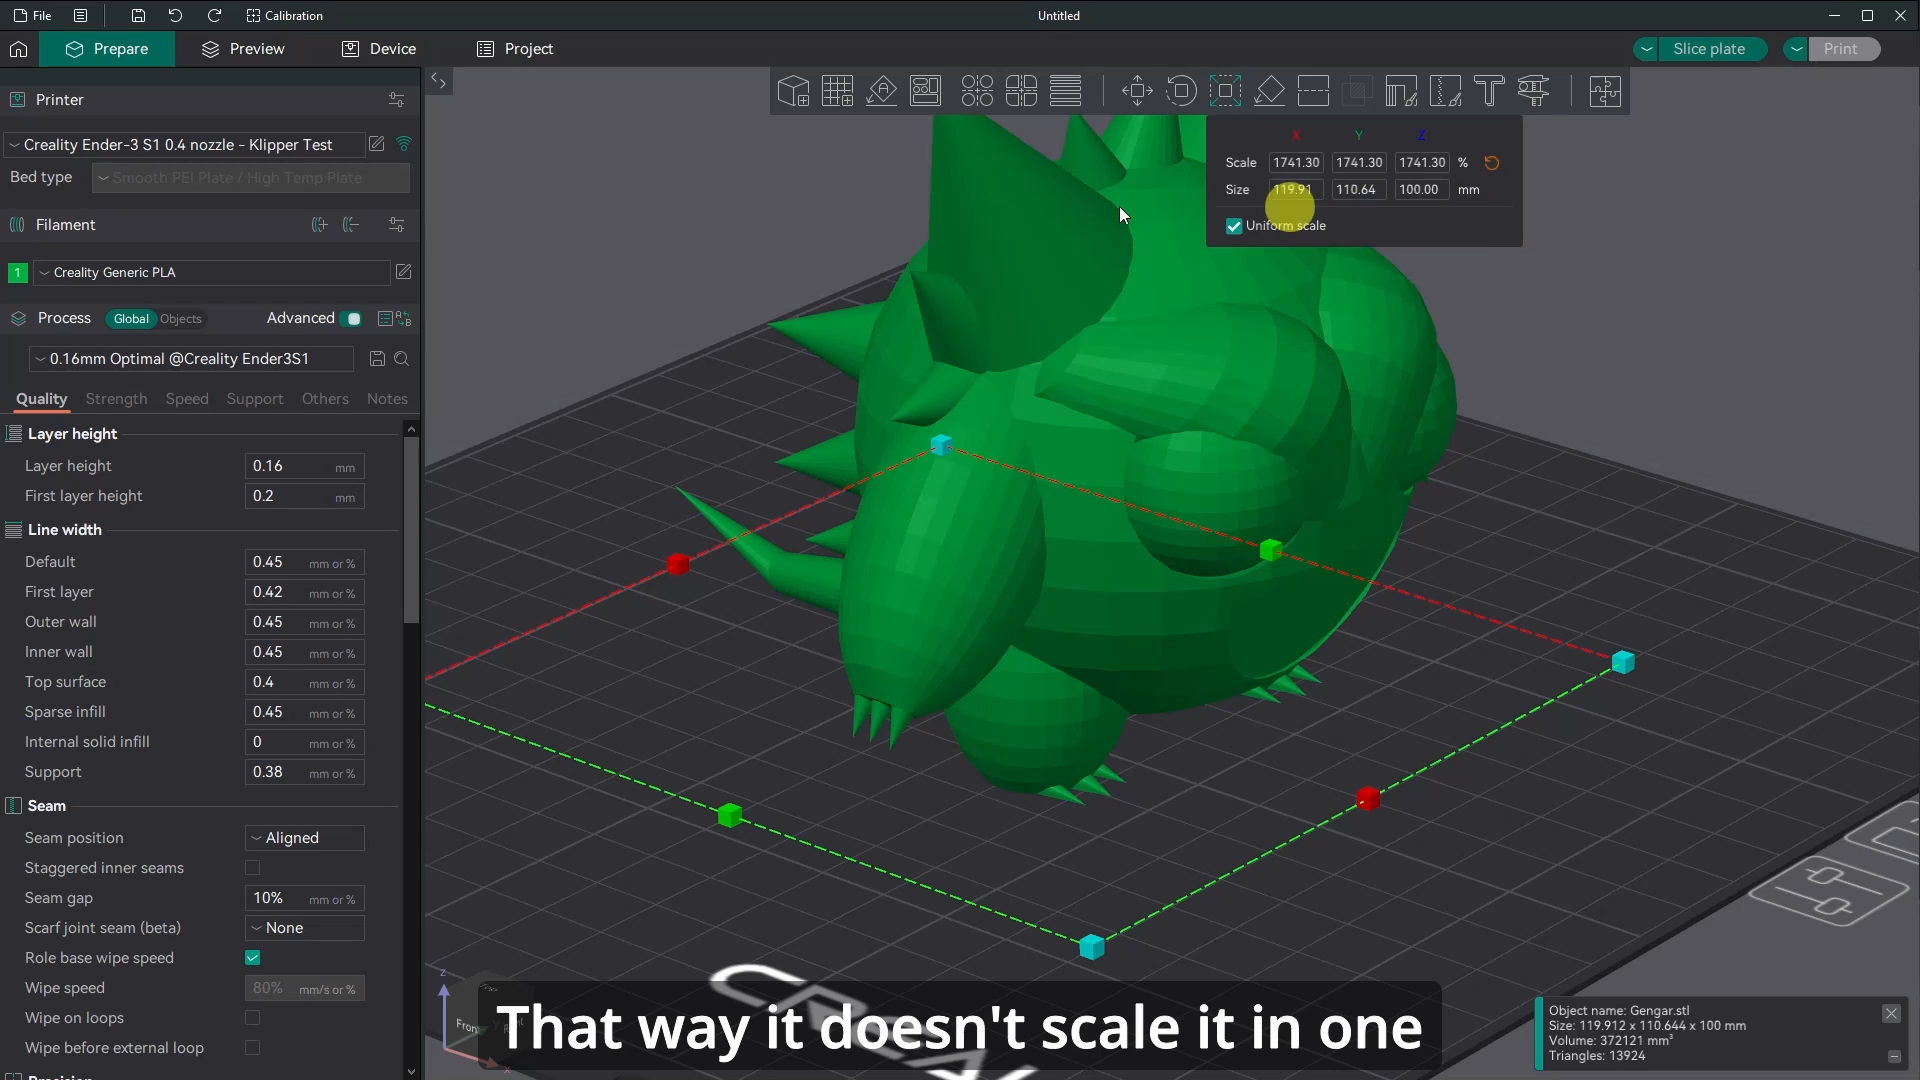 File
Calibration
Untitled
Prepare
Preview
Device
Project
Slice plate
Print
Printer
Creality Ender-3 S1 0.4 nozzle - Klipper Test
Bed type
Smooth PEI Plate / High Temp Plate
Filament
1
Creality Generic PLA
Process
Global
Objects
Advanced
0.16mm Optimal @Creality Ender3S1
Quality
Strength
Speed
Support
Others
Notes
Layer height
Layer height 0.16 mm
First layer height 0.2 mm
Line width
Default 0.45 mm or %
First layer 0.42 mm or %
Outer wall 0.45 mm or %
Inner wall 0.45 mm or %
Top surface 0.4 mm or %
Sparse infill 0.45 mm or %
Internal solid infill 0 mm or %
Support 0.38 mm or %
Seam
Seam position Aligned
Staggered inner seams
Seam gap 10% mm or %
Scarf joint seam (beta) None
Role base wipe speed
Wipe speed 80% mm/s or %
Wipe on loops
Wipe before external loop
X Y Z
Scale 1741.30 1741.30 1741.30 %
Size 119.91 110.64 100.00 mm
Uniform scale
Z
Front
X
That way it doesn't scale it in one
Object name: Gengar.stl
Size: 119.912 x 110.644 x 100 mm
Volume: 372121 mm³
Triangles: 13924